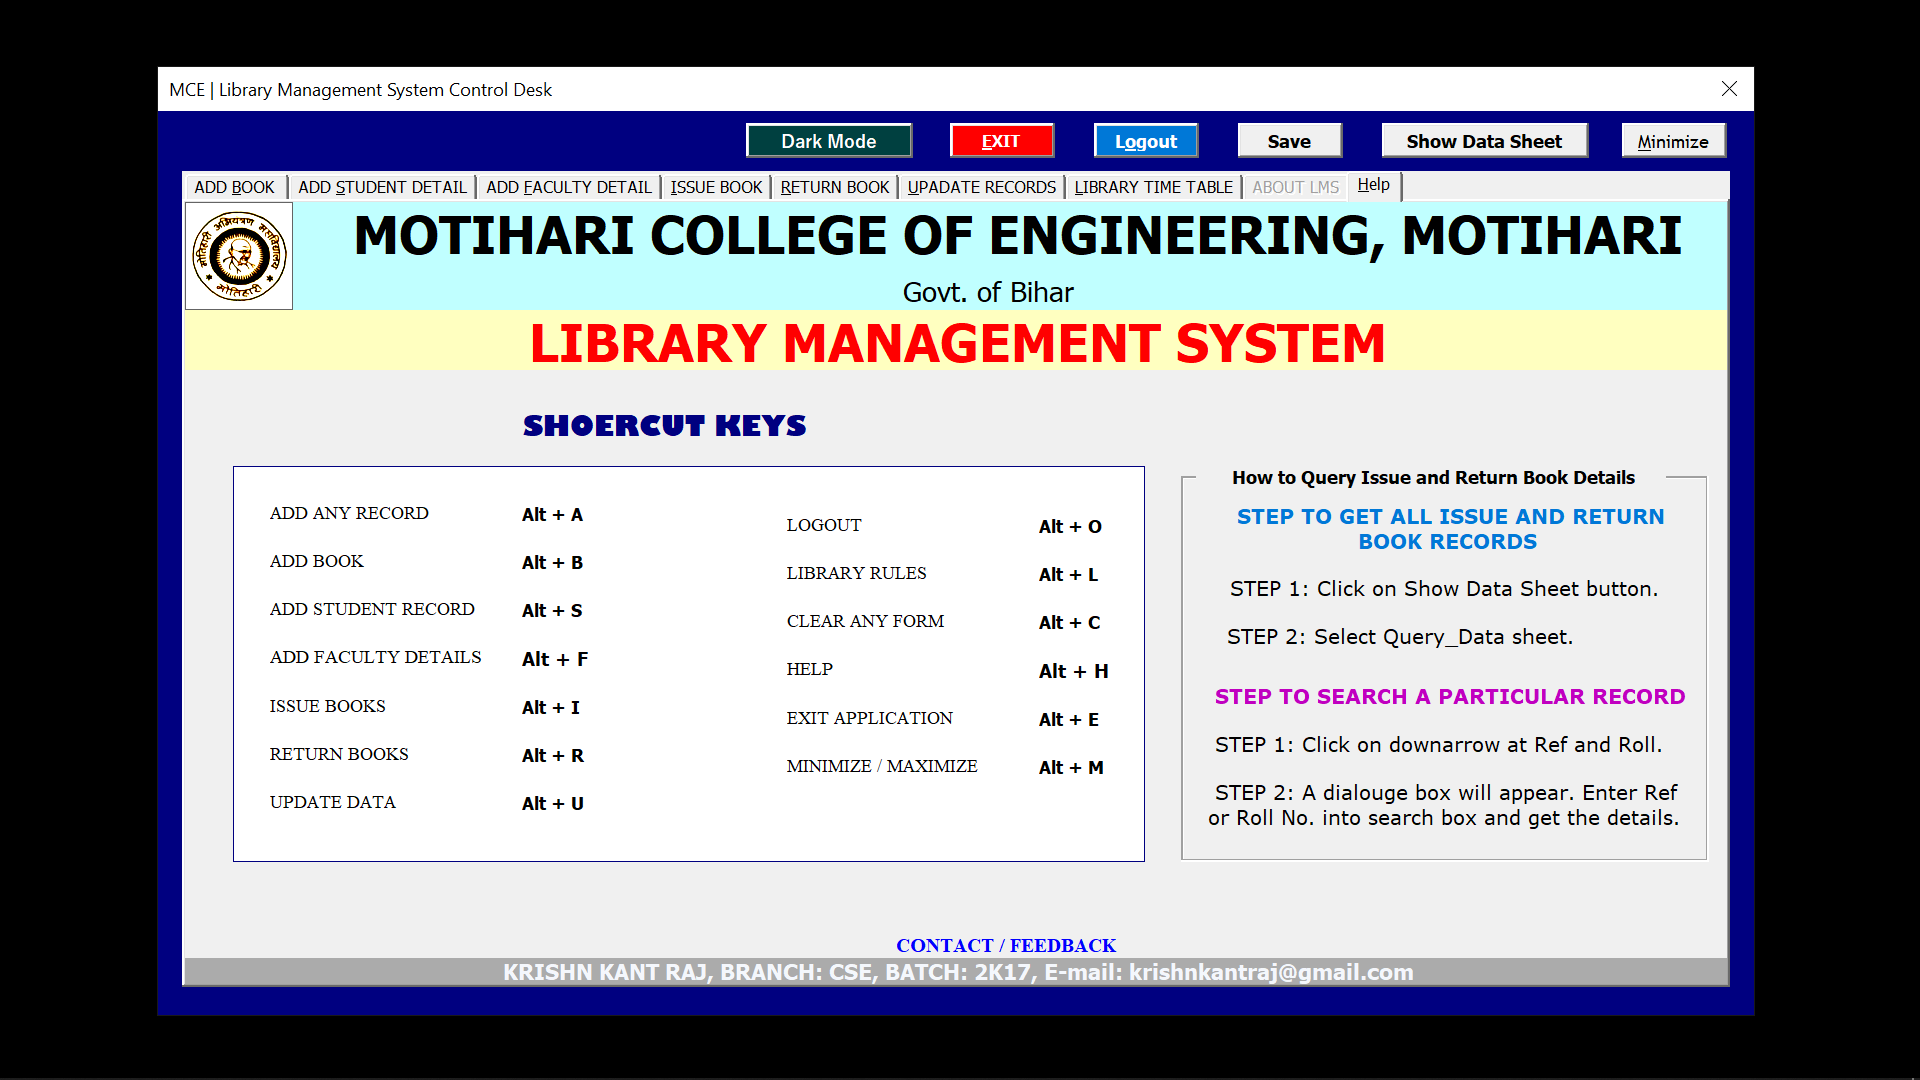 MCE | Library Management System Control Desk
Dark Mode
EXIT
Logout
Save
Show Data Sheet
Minimize
ADD BOOK
ADD STUDENT DETAIL
ADD FACULTY DETAIL
ISSUE BOOK
RETURN BOOK
UPADATE RECORDS
LIBRARY TIME TABLE
ABOUT LMS
Help
MOTIHARI COLLEGE OF ENGINEERING, MOTIHARI
Govt. of Bihar
मोतिहारी अभियंत्रण महाविद्यालय
मोतिहारी
LIBRARY MANAGEMENT SYSTEM
SHOERCUT KEYS
ADD ANY RECORD Alt + A
ADD BOOK Alt + B
ADD STUDENT RECORD Alt + S
ADD FACULTY DETAILS Alt + F
ISSUE BOOKS Alt + I
RETURN BOOKS Alt + R
UPDATE DATA Alt + U
LOGOUT Alt + O
LIBRARY RULES Alt + L
CLEAR ANY FORM Alt + C
HELP Alt + H
EXIT APPLICATION Alt + E
MINIMIZE / MAXIMIZE Alt + M
How to Query Issue and Return Book Details
STEP TO GET ALL ISSUE AND RETURN
BOOK RECORDS
STEP 1: Click on Show Data Sheet button.
STEP 2: Select Query_Data sheet.
STEP TO SEARCH A PARTICULAR RECORD
STEP 1: Click on downarrow at Ref and Roll.
STEP 2: A dialouge box will appear. Enter Ref
or Roll No. into search box and get the details.
CONTACT / FEEDBACK
KRISHN KANT RAJ, BRANCH: CSE, BATCH: 2K17, E-mail: krishnkantraj@gmail.com